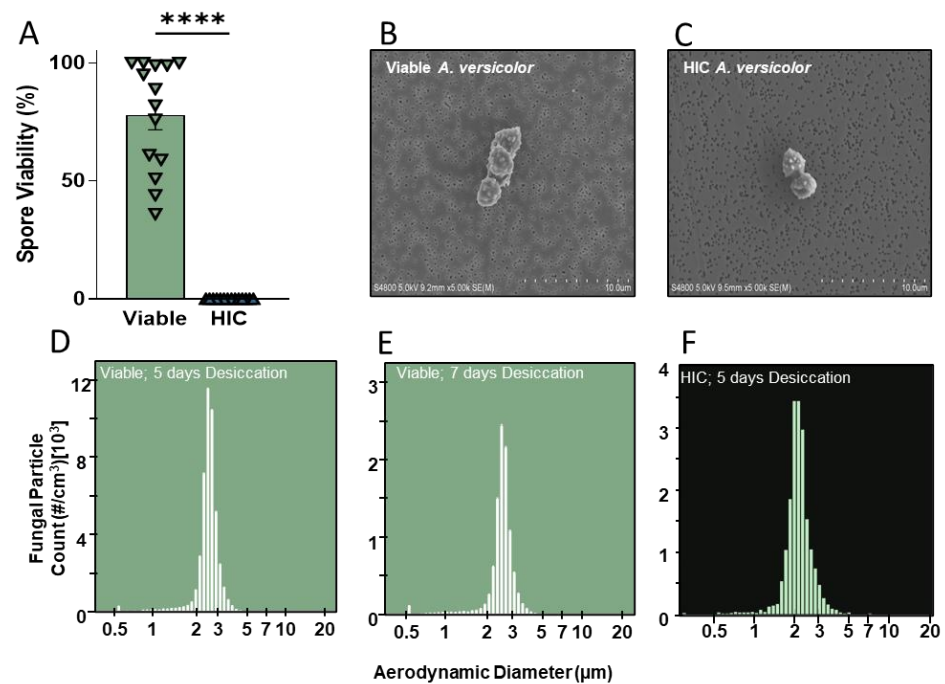 A
****
Spore Viability (%)
100
50
0
Viable
HIC
B
Viable A. versicolor
S4800 5.0kV 9.2mm x5.00k SE(M)
10.0um
C
HIC A. versicolor
S4800 5.0kV 9.5mm x5.00k SE(M)
10.0um
D
Viable; 5 days Desiccation
Fungal Particle
Count (#/cm³)[10³]
12
8
4
0
0.5 1 2 3 5 7 10 20
E
Viable; 7 days Desiccation
3
2
1
0
0.5 1 2 3 5 7 10 20
F
HIC; 5 days Desiccation
4
3
2
1
0
0.5 1 2 3 5 7 10 20
Aerodynamic Diameter (µm)